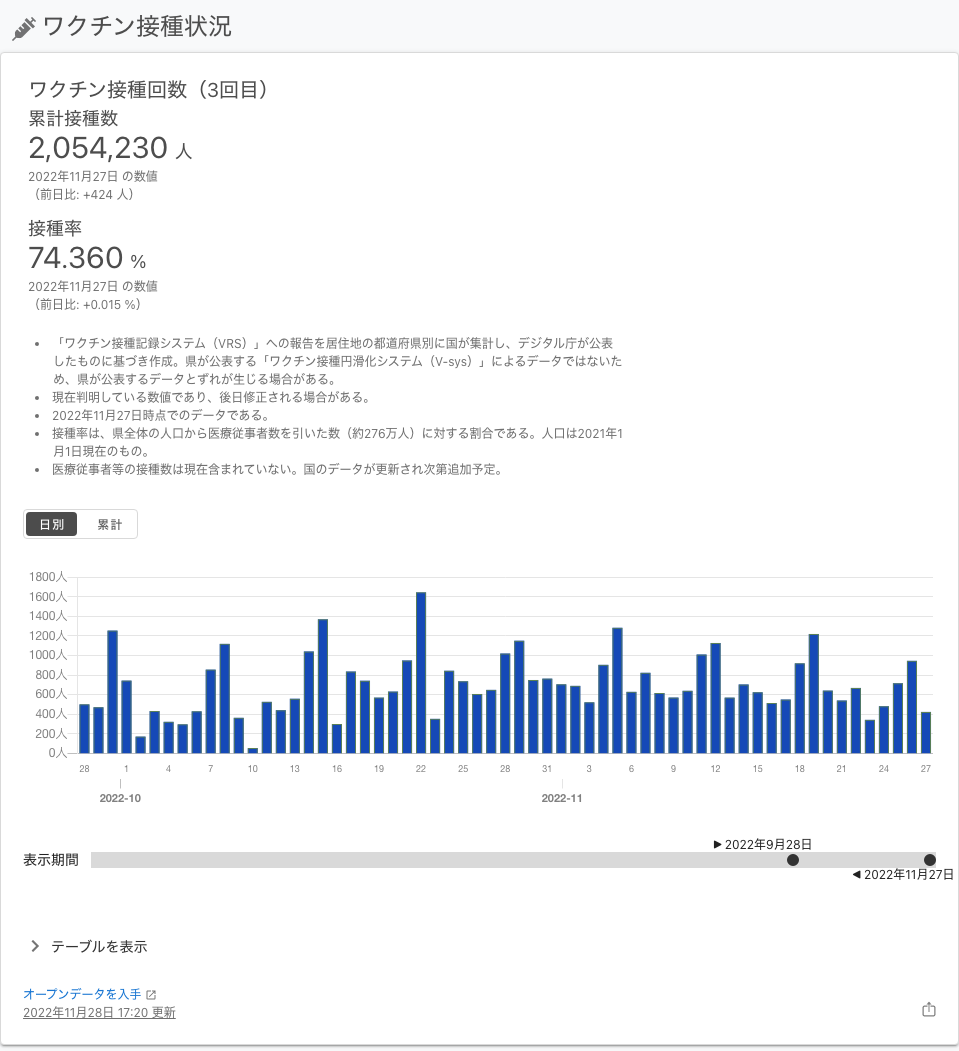 ワクチン接種状況
ワクチン接種回数（3回目）
累計接種数
2,054,230 人
2022年11月27日 の数値
（前日比: +424 人）
接種率
74.360 %
2022年11月27日 の数値
（前日比: +0.015 %）
• 「ワクチン接種記録システム（VRS）」への報告を居住地の都道府県別に国が集計し、デジタル庁が公表
したものに基づき作成。県が公表する「ワクチン接種円滑化システム（V-sys）」によるデータではないた
め、県が公表するデータとずれが生じる場合がある。
• 現在判明している数値であり、後日修正される場合がある。
• 2022年11月27日時点でのデータである。
• 接種率は、県全体の人口から医療従事者数を引いた数（約276万人）に対する割合である。人口は2021年1
月1日現在のもの。
• 医療従事者等の接種数は現在含まれていない。国のデータが更新され次第追加予定。
日別 累計
1800人
1600人
1400人
1200人
1000人
800人
600人
400人
200人
0人
28 1 4 7 10 13 16 19 22 25 28 31 3 6 9 12 15 18 21 24 27
2022-10 2022-11
▶ 2022年9月28日
表示期間
◀ 2022年11月27日
テーブルを表示
オープンデータを入手
2022年11月28日 17:20 更新